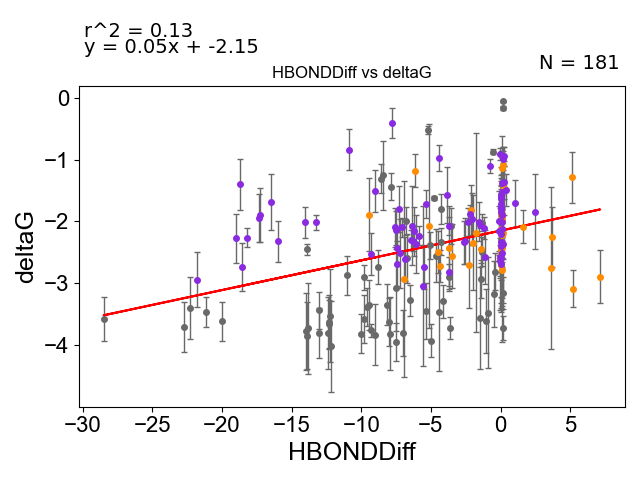 r^2 = 0.13
y = 0.05x + -2.15
N = 181
HBONDDiff vs deltaG
deltaG
0
−1
−2
−3
−4
−30 −25 −20 −15 −10 −5 0 5
HBONDDiff